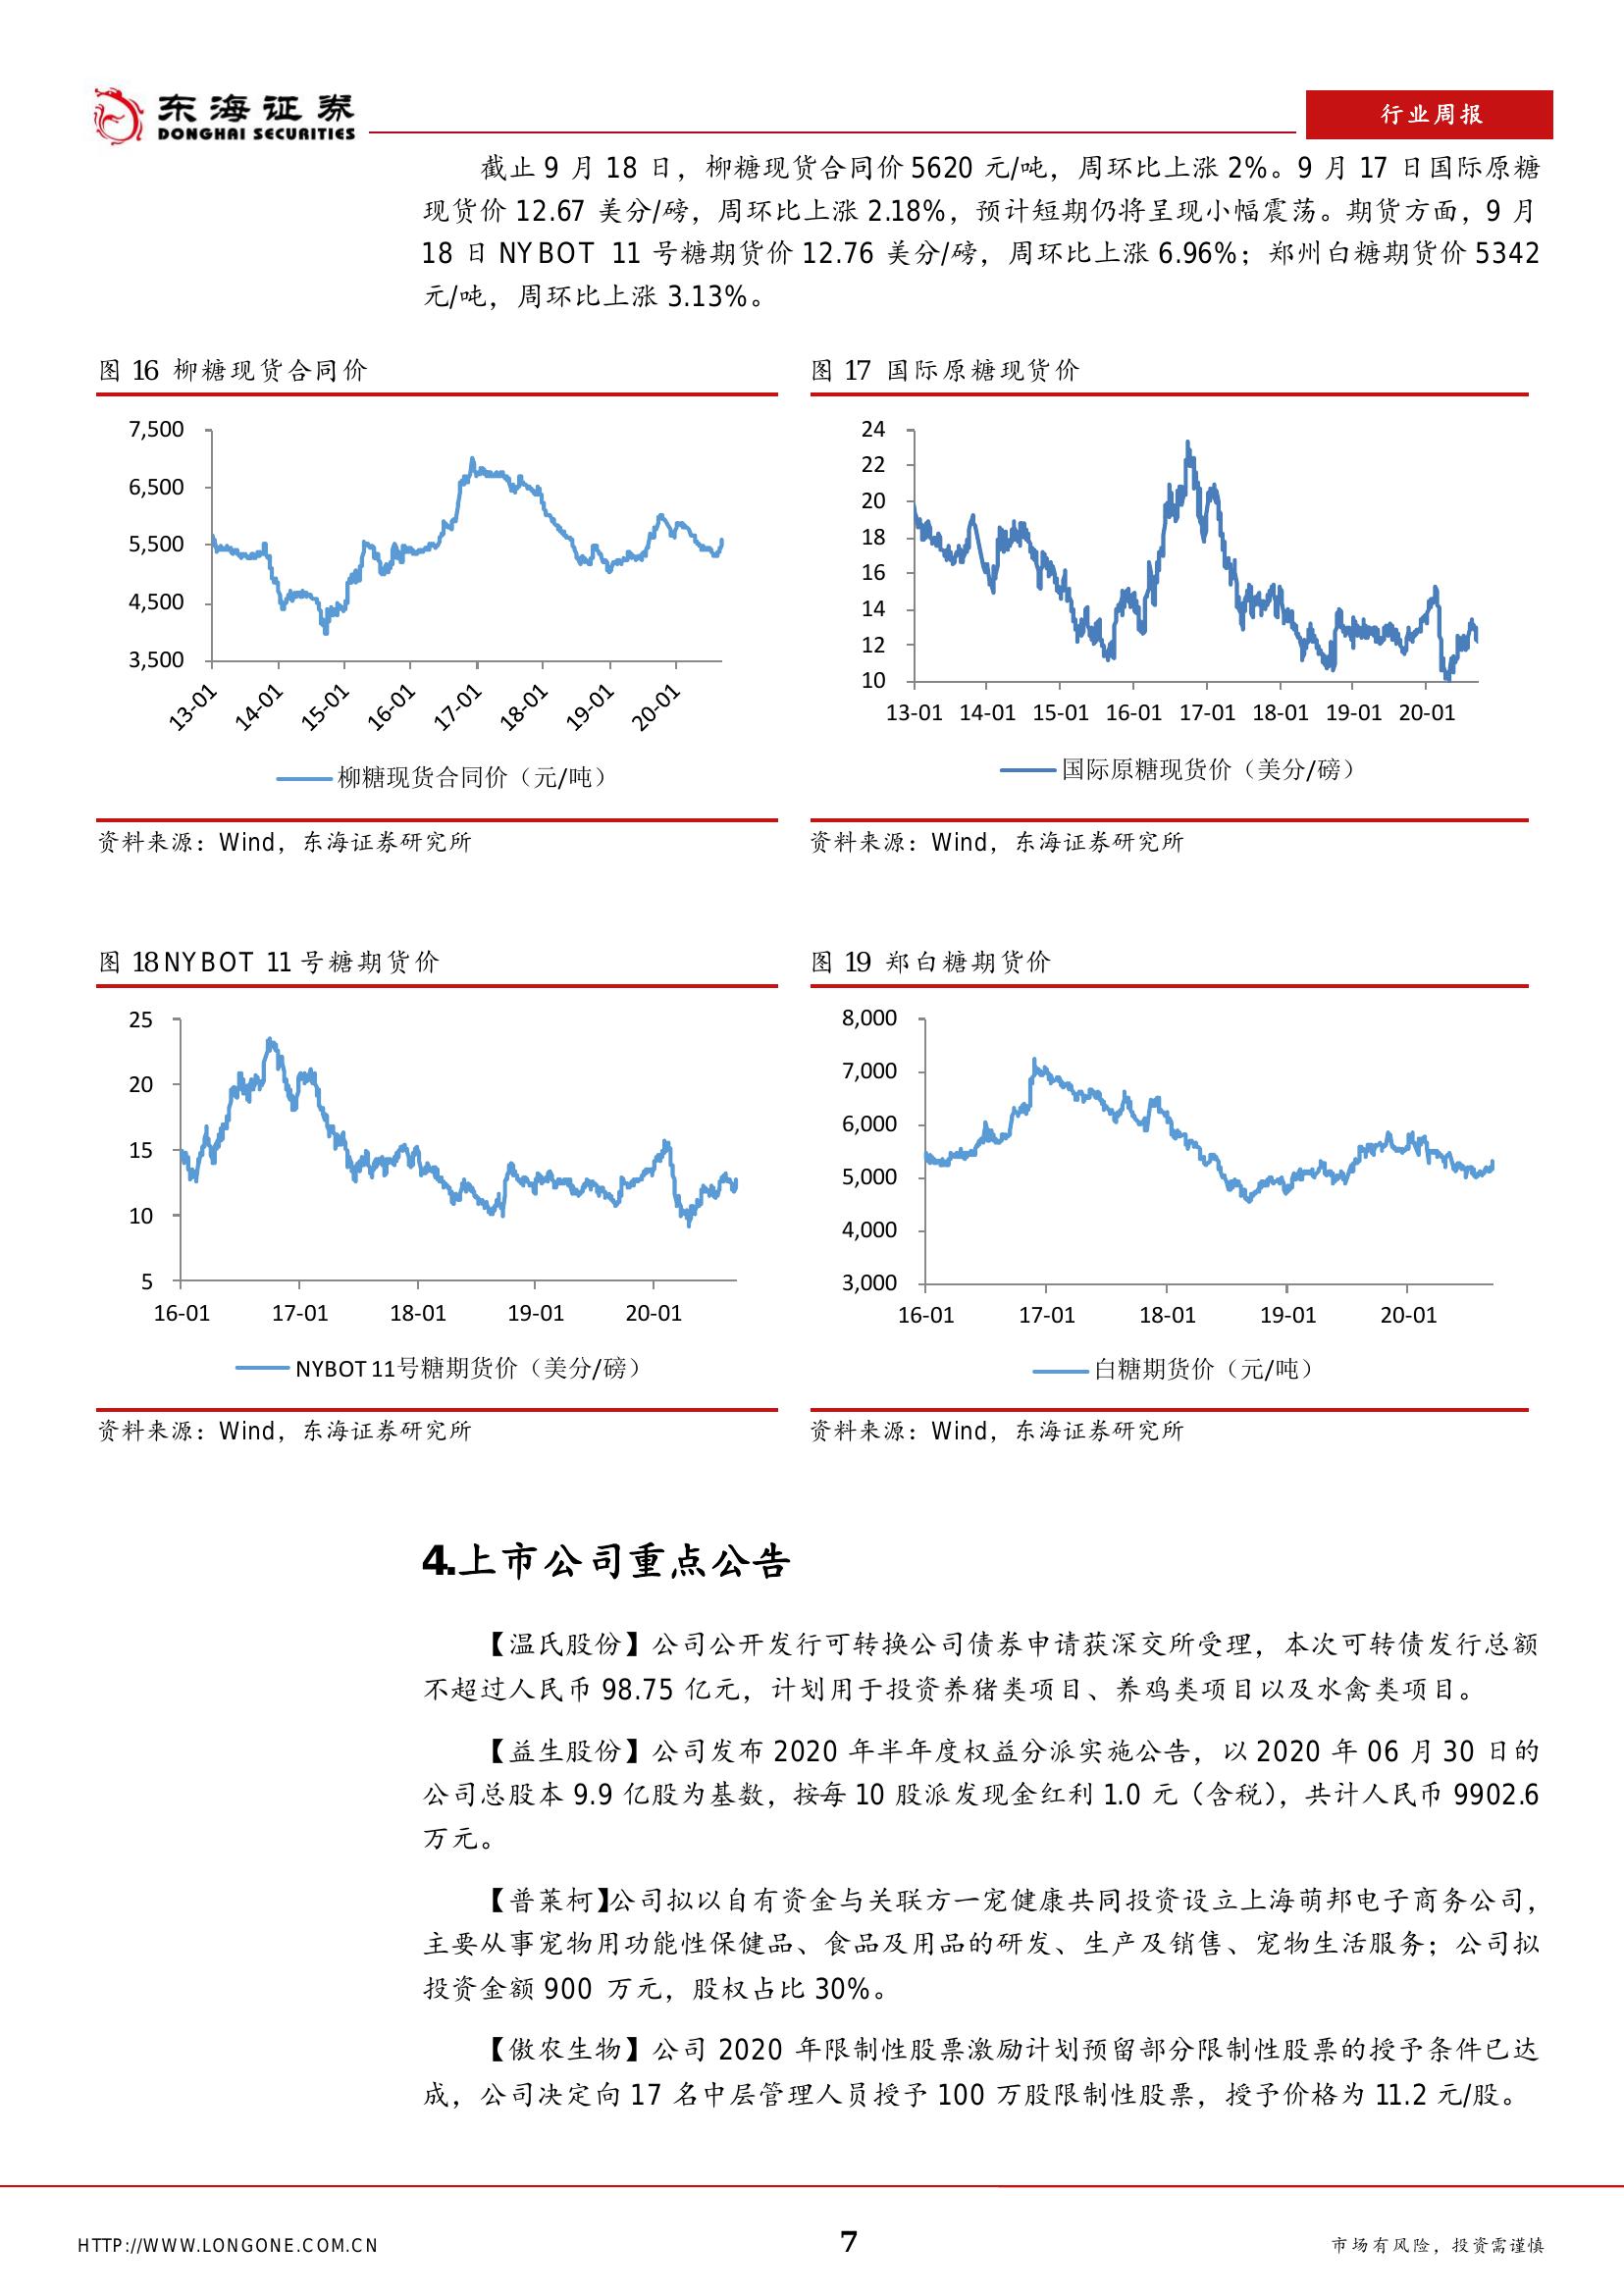 东海证券
DONGHAI SECURITIES
行业周报
截止 9 月 18 日，柳糖现货合同价 5620 元/吨，周环比上涨 2%。9 月 17 日国际原糖
现货价 12.67 美分/磅，周环比上涨 2.18%，预计短期仍将呈现小幅震荡。期货方面，9 月
18 日 NYBOT 11 号糖期货价 12.76 美分/磅，周环比上涨 6.96%；郑州白糖期货价 5342
元/吨，周环比上涨 3.13%。
图 16 柳糖现货合同价
7,500
6,500
5,500
4,500
3,500
13-01 14-01 15-01 16-01 17-01 18-01 19-01 20-01
柳糖现货合同价（元/吨）
资料来源：Wind，东海证券研究所
图 17 国际原糖现货价
24
22
20
18
16
14
12
10
13-01 14-01 15-01 16-01 17-01 18-01 19-01 20-01
国际原糖现货价（美分/磅）
资料来源：Wind，东海证券研究所
图 18 NYBOT 11 号糖期货价
25
20
15
10
5
16-01 17-01 18-01 19-01 20-01
NYBOT 11号糖期货价（美分/磅）
资料来源：Wind，东海证券研究所
图 19 郑白糖期货价
8,000
7,000
6,000
5,000
4,000
3,000
16-01 17-01 18-01 19-01 20-01
白糖期货价（元/吨）
资料来源：Wind，东海证券研究所
4.上市公司重点公告
【温氏股份】公司公开发行可转换公司债券申请获深交所受理，本次可转债发行总额
不超过人民币 98.75 亿元，计划用于投资养猪类项目、养鸡类项目以及水禽类项目。
【益生股份】公司发布 2020 年半年度权益分派实施公告，以 2020 年 06 月 30 日的
公司总股本 9.9 亿股为基数，按每 10 股派发现金红利 1.0 元（含税），共计人民币 9902.6
万元。
【普莱柯】公司拟以自有资金与关联方一宠健康共同投资设立上海萌邦电子商务公司，
主要从事宠物用功能性保健品、食品及用品的研发、生产及销售、宠物生活服务；公司拟
投资金额 900 万元，股权占比 30%。
【傲农生物】公司 2020 年限制性股票激励计划预留部分限制性股票的授予条件已达
成，公司决定向 17 名中层管理人员授予 100 万股限制性股票，授予价格为 11.2 元/股。
HTTP://WWW.LONGONE.COM.CN
7
市场有风险，投资需谨慎